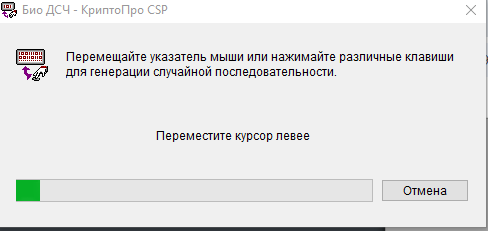 Био ДСЧ - КриптоПро CSP
Перемещайте указатель мыши или нажимайте различные клавиши
для генерации случайной последовательности.
Переместите курсор левее
Отмена